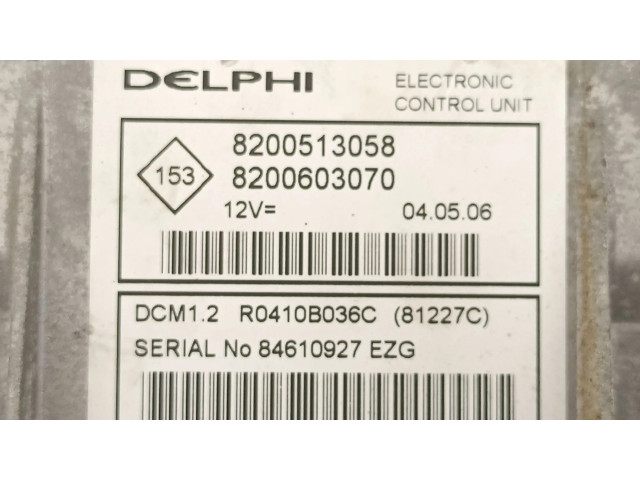 DELPHI
ELECTRONIC
CONTROL UNIT
153
8200513058
8200603070
12V=
04.05.06
DCM1.2 R0410B036C (81227C)
SERIAL No 84610927 EZG